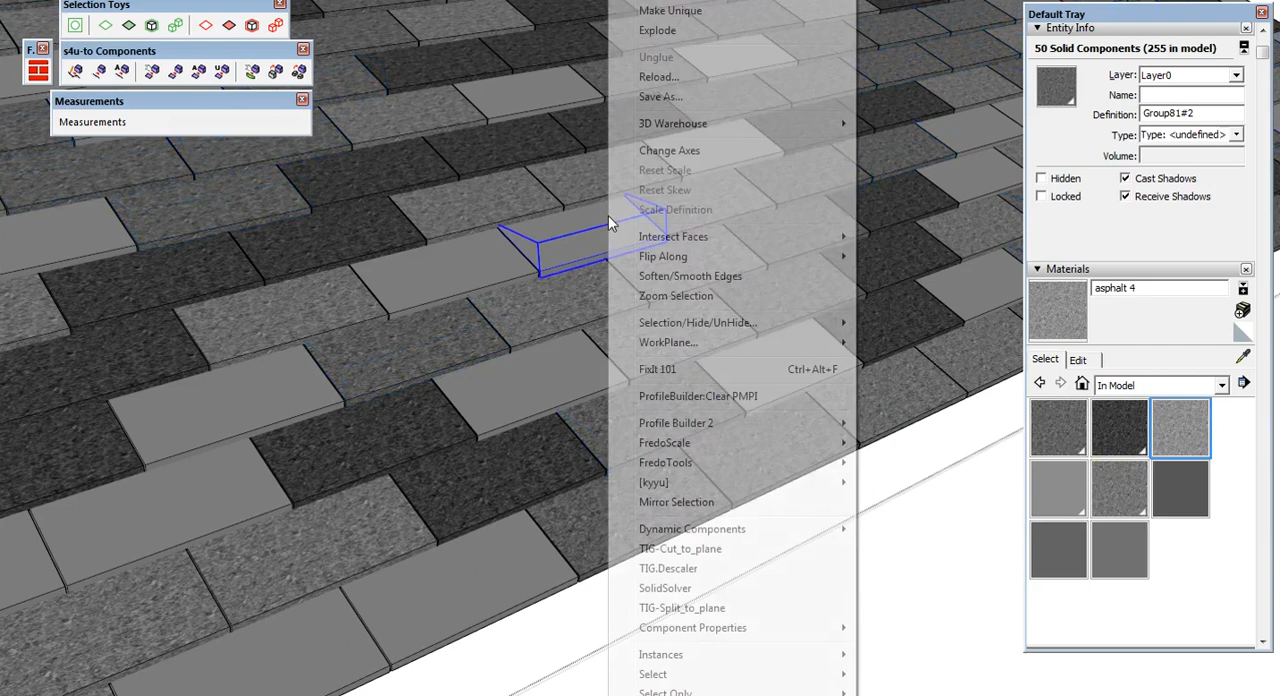 Selection Toys
F.
s4u-to Components
Measurements
Measurements
Make Unique
Explode
Unglue
Reload...
Save As...
3D Warehouse
Change Axes
Reset Scale
Reset Skew
Scale Definition
Intersect Faces
Flip Along
Soften/Smooth Edges
Zoom Selection
Selection/Hide/UnHide...
WorkPlane...
FixIt 101 Ctrl+Alt+F
ProfileBuilder:Clear PMPI
Profile Builder 2
FredoScale
FredoTools
[kyyu]
Mirror Selection
Dynamic Components
TIG-Cut_to_plane
TIG.Descaler
SolidSolver
TIG-Split_to_plane
Component Properties
Instances
Select
Select Only
Default Tray
Entity Info
50 Solid Components (255 in model)
Layer: Layer0
Name:
Definition: Group81#2
Type: Type: <undefined>
Volume:
Hidden Cast Shadows
Locked Receive Shadows
Materials
asphalt 4
Select Edit
In Model